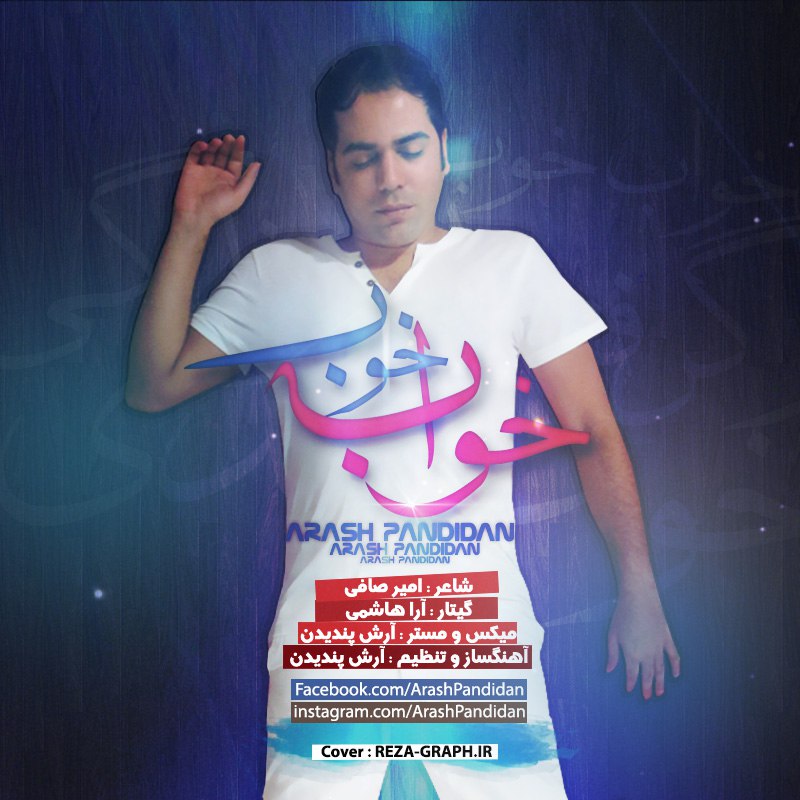 خواب خوب
ARASH PANDIDAN
ARASH PANDIDAN
ARASH PANDIDAN
شاعر : امیر صافی
گیتار : آرا هاشمی
میکس و مستر : آرش پندیدن
آهنگساز و تنظیم : آرش پندیدن
Facebook.com/ArashPandidan
instagram.com/ArashPandidan
Cover : REZA-GRAPH.IR